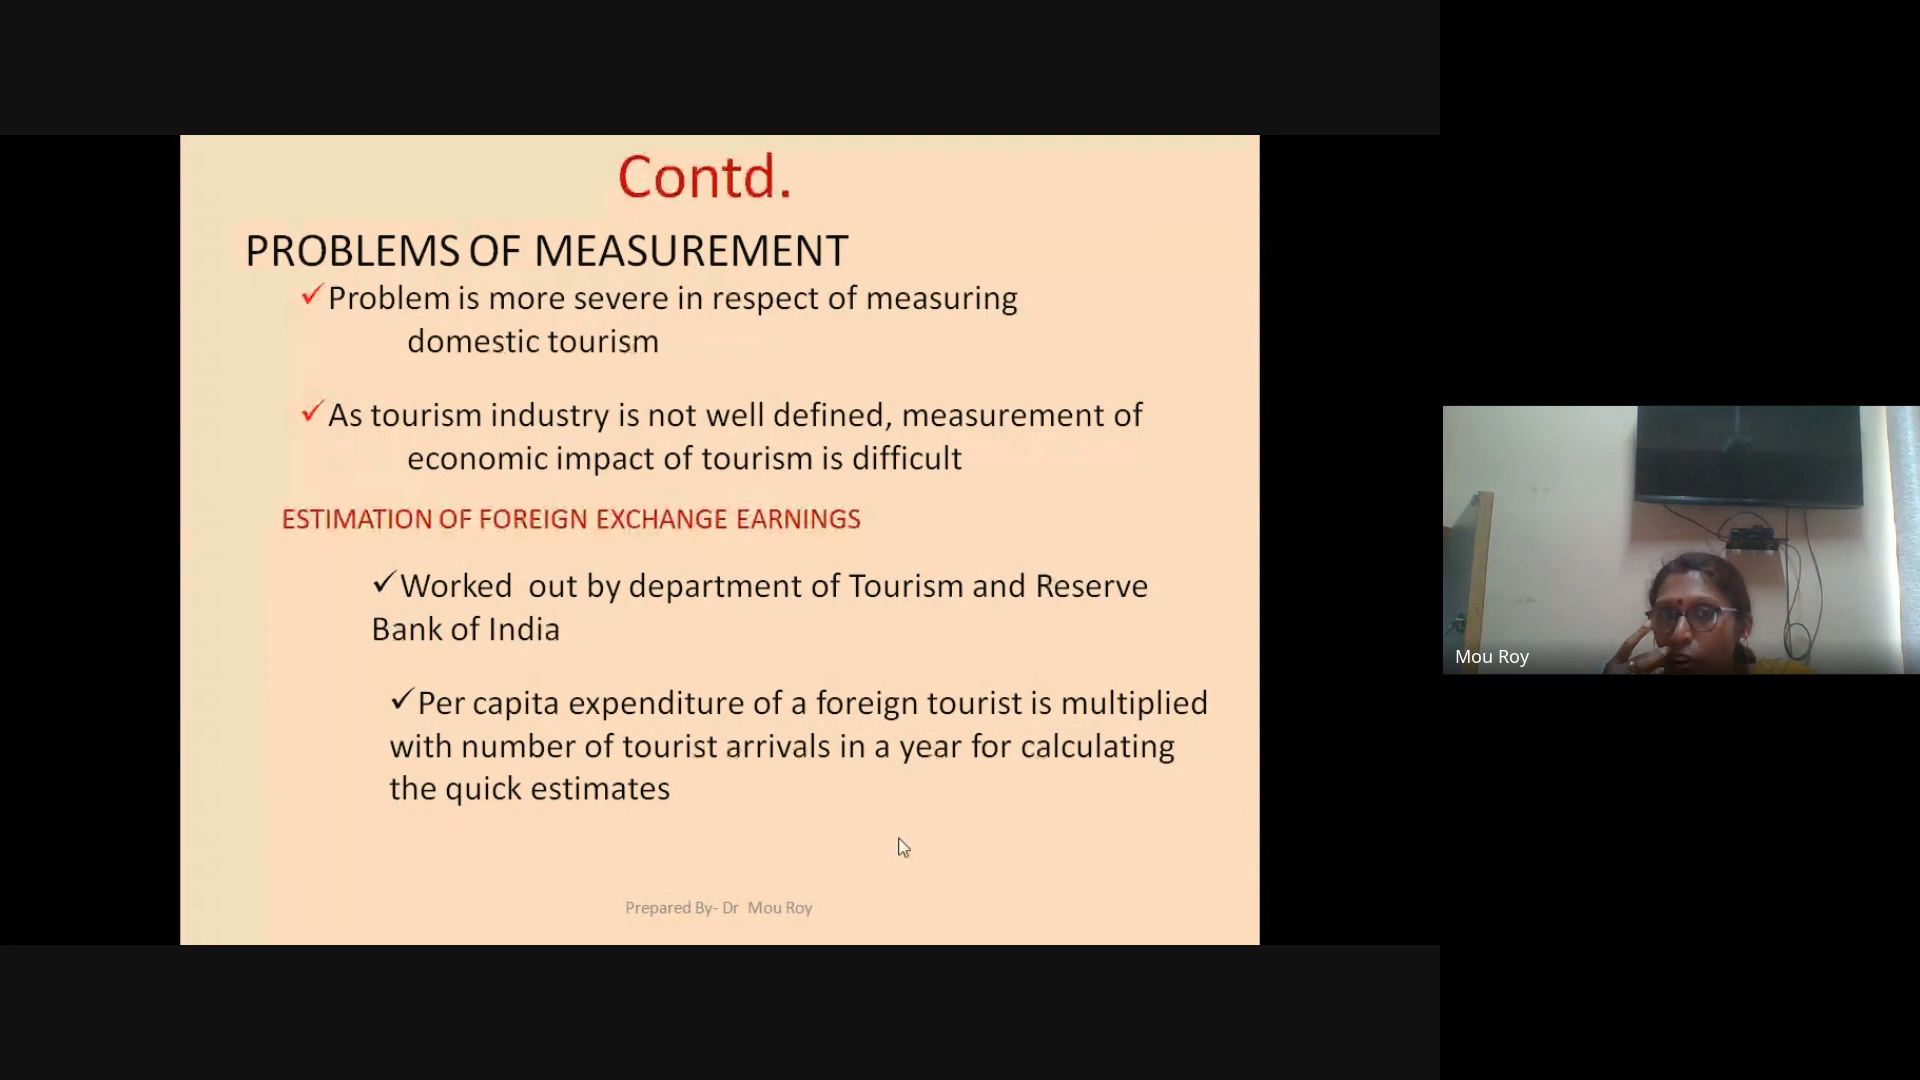 Contd.
PROBLEMS OF MEASUREMENT
✓Problem is more severe in respect of measuring
domestic tourism
✓As tourism industry is not well defined, measurement of
economic impact of tourism is difficult
ESTIMATION OF FOREIGN EXCHANGE EARNINGS
✓Worked out by department of Tourism and Reserve
Bank of India
✓Per capita expenditure of a foreign tourist is multiplied
with number of tourist arrivals in a year for calculating
the quick estimates
Prepared By- Dr Mou Roy
Mou Roy